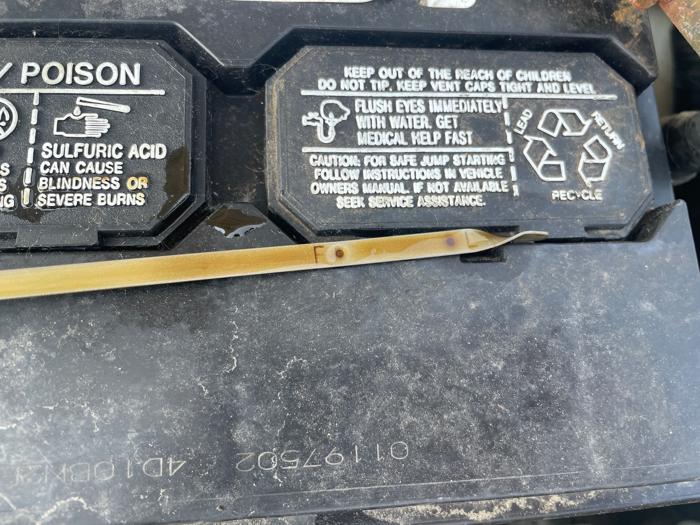 / POISON
SULFURIC ACID
CAN CAUSE
BLINDNESS OR
SEVERE BURNS
KEEP OUT OF THE REACH OF CHILDREN
DO NOT TIP. KEEP VENT CAPS TIGHT AND LEVEL
FLUSH EYES IMMEDIATELY
WITH WATER. GET
MEDICAL HELP FAST
CAUTION: FOR SAFE JUMP STARTING
FOLLOW INSTRUCTIONS IN VEHICLE
OWNERS MANUAL. IF NOT AVAILABLE
SEEK SERVICE ASSISTANCE.
LEAD
RETURN
RECYCLE
F
L
01197502